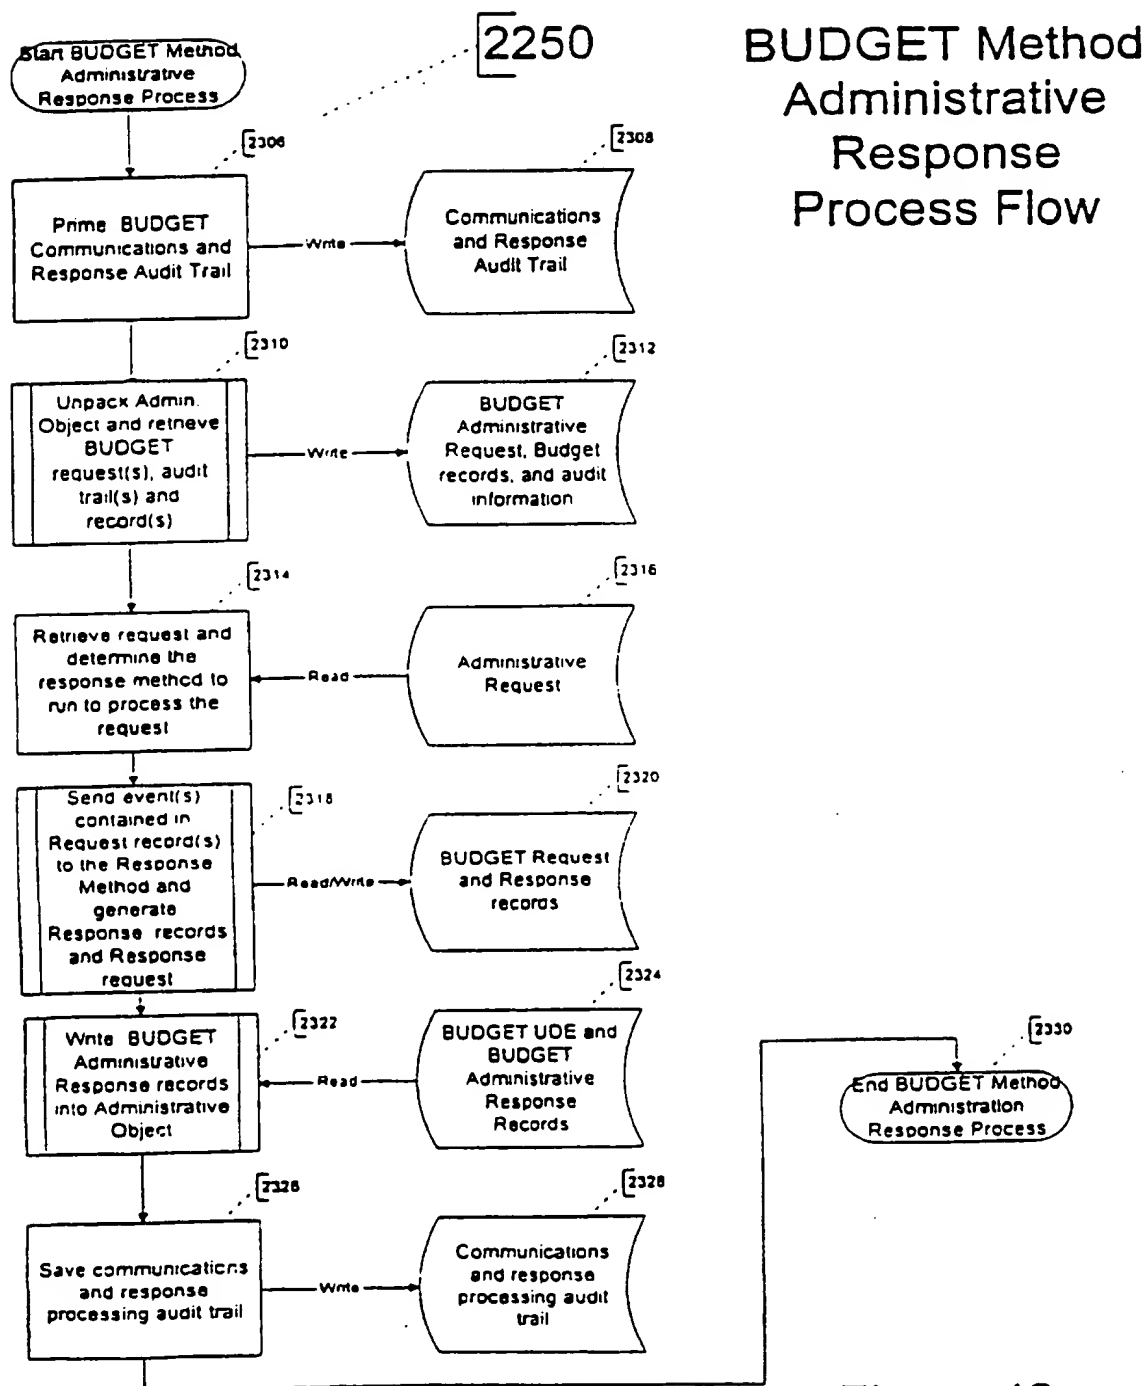 2250
BUDGET Method
Administrative
Response
Process Flow
Start BUDGET Method
Administrative
Response Process
2306
Prime BUDGET
Communications and
Response Audit Trail
Write
2308
Communications
and Response
Audit Trail
2310
Unpack Admin.
Object and retrieve
BUDGET
request(s), audit
trail(s) and
record(s)
Write
2312
BUDGET
Administrative
Request, Budget
records, and audit
information
2314
Retrieve request and
determine the
response method to
run to process the
request
Read
2316
Administrative
Request
2318
Send event(s)
contained in
Request record(s)
to the Response
Method and
generate
Response records
and Response
request
Read/Write
2320
BUDGET Request
and Response
records
2322
Write BUDGET
Administrative
Response records
into Administrative
Object
Read
2324
BUDGET UDE and
BUDGET
Administrative
Response
Records
2326
Save communications
and response
processing audit trail
Write
2328
Communications
and response
processing audit
trail
2330
End BUDGET Method
Administration
Response Process